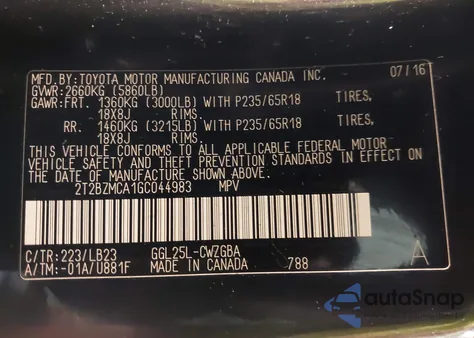 MFD.BY:TOYOTA MOTOR MANUFACTURING CANADA INC. 07/16
GVWR:2660KG (5860LB)
GAWR:FRT. 1360KG (3000LB) WITH P235/65R18 TIRES,
18X8J RIMS.
RR. 1460KG (3215LB) WITH P235/65R18 TIRES,
18X8J RIMS.
THIS VEHICLE CONFORMS TO ALL APPLICABLE FEDERAL MOTOR
VEHICLE SAFETY AND THEFT PREVENTION STANDARDS IN EFFECT ON
THE DATE OF MANUFACTURE SHOWN ABOVE.
2T2BZMCA1GC044983 MPV
C/TR:223/LB23 GGL25L-CWZGBA A
A/TM:-01A/U881F MADE IN CANADA 788
autoSnap